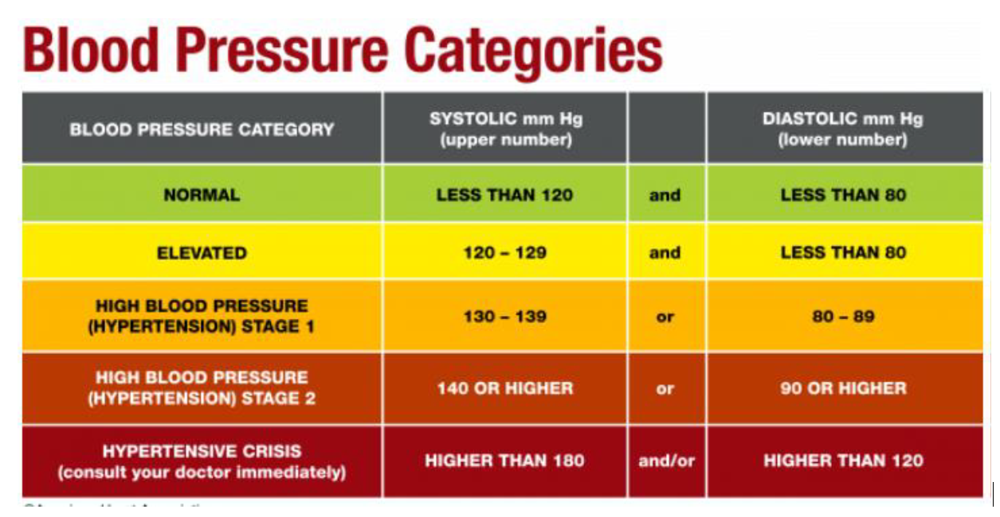 Blood Pressure Categories
BLOOD PRESSURE CATEGORY
SYSTOLIC mm Hg
(upper number)
DIASTOLIC mm Hg
(lower number)
NORMAL
LESS THAN 120
and
LESS THAN 80
ELEVATED
120 – 129
and
LESS THAN 80
HIGH BLOOD PRESSURE
(HYPERTENSION) STAGE 1
130 – 139
or
80 – 89
HIGH BLOOD PRESSURE
(HYPERTENSION) STAGE 2
140 OR HIGHER
or
90 OR HIGHER
HYPERTENSIVE CRISIS
(consult your doctor immediately)
HIGHER THAN 180
and/or
HIGHER THAN 120